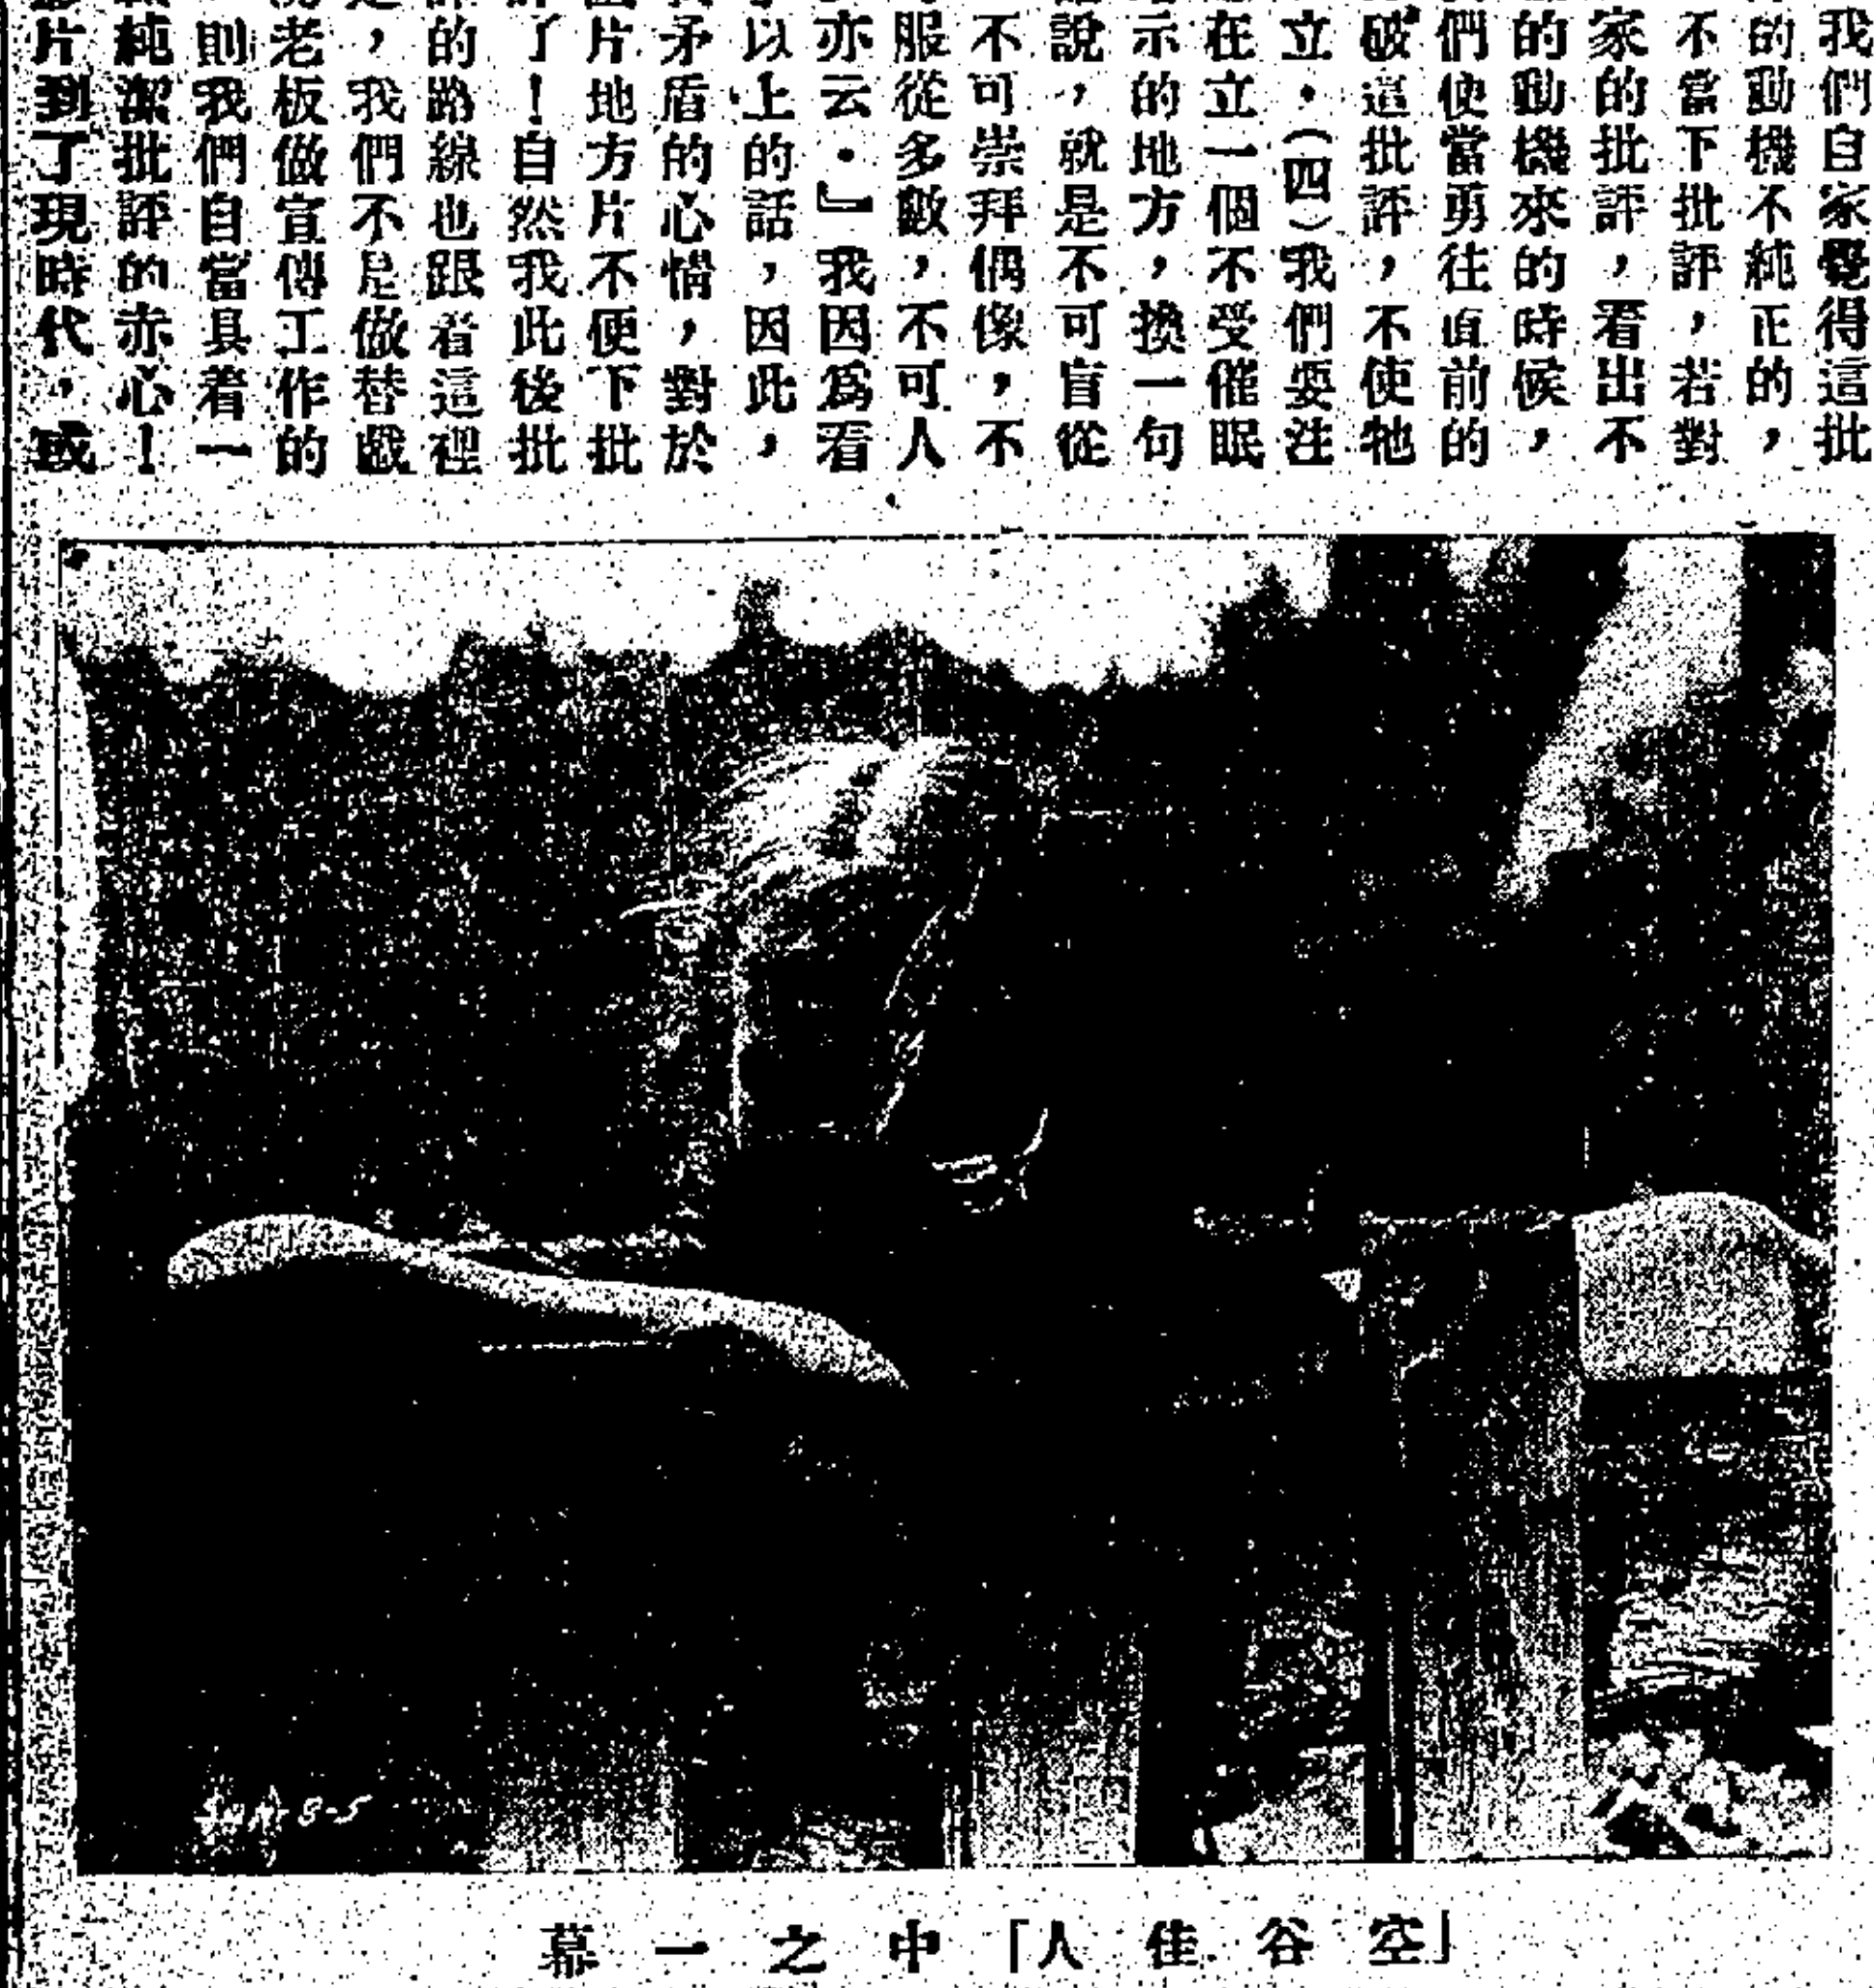 我們自家覺得這批
的動機不純正的，
不當下批評，若對
家的批評，看出不
的動機來的時候，
們使當勇往直前的
破這批評，不使牠
立．(四)我們要注
在立一個不受催眠
示的地方，換一句
說，就是不可盲從
不可崇拜偶像，不
服從多數，不可人
亦云．』我因為看
以上的話，因此，
矛盾的心情，對於
片地方片不便下批
了！自然我此後批
的路線也跟着這裡
，我們不是做替戲
老板做宣傳工作的
則我們自當具着一
純潔批評的赤心！
片到了現時代，或
8-5
「空谷佳人」中之一幕